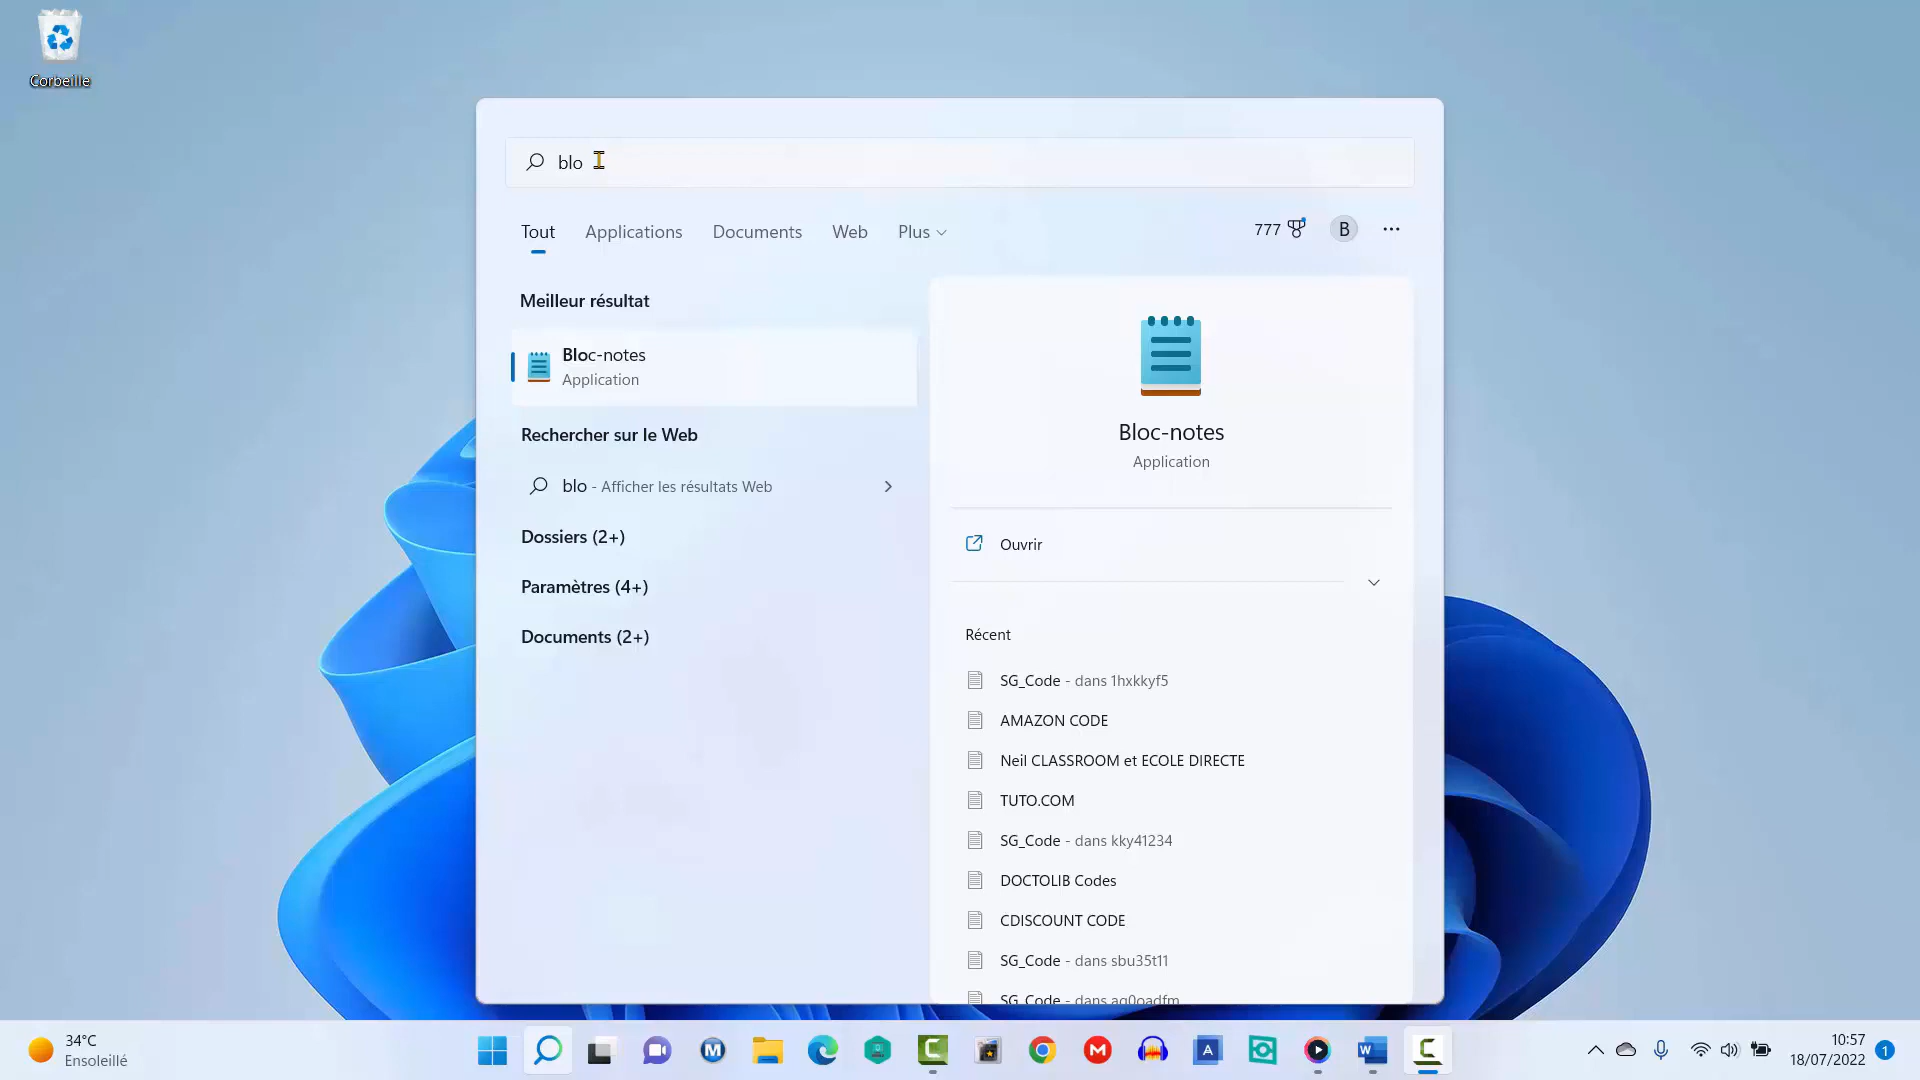 Corbeille
blo
Tout Applications Documents Web Plus
777 B ...
Meilleur résultat
Bloc-notes
Application
Rechercher sur le Web
blo - Afficher les résultats Web
Dossiers (2+)
Paramètres (4+)
Documents (2+)
Bloc-notes
Application
Ouvrir
Récent
SG_Code - dans 1hxkkyf5
AMAZON CODE
Neil CLASSROOM et ECOLE DIRECTE
TUTO.COM
SG_Code - dans kky41234
DOCTOLIB Codes
CDISCOUNT CODE
SG_Code - dans sbu35t11
SG_Code - dans
34°C
Ensoleillé
10:57
18/07/2022
1